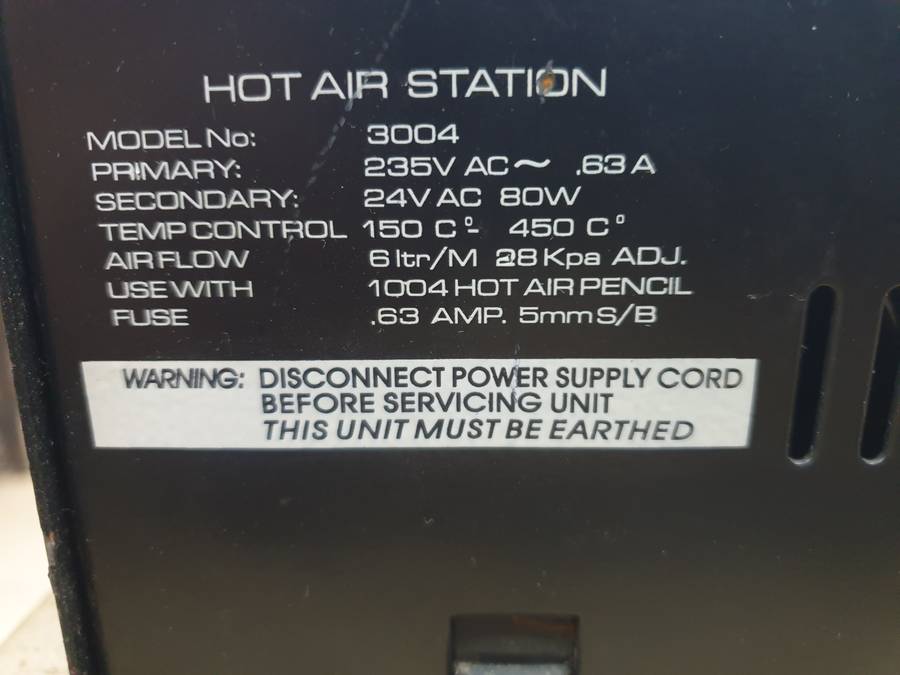 HOT AIR STATION
MODEL No: 3004
PRIMARY: 235V AC~ .63A
SECONDARY: 24V AC 80W
TEMP CONTROL 150 C°- 450 C°
AIR FLOW 6 ltr/M 28 Kpa ADJ.
USE WITH 1004 HOT AIR PENCIL
FUSE .63 AMP. 5mm S/B
WARNING: DISCONNECT POWER SUPPLY CORD
BEFORE SERVICING UNIT
THIS UNIT MUST BE EARTHED